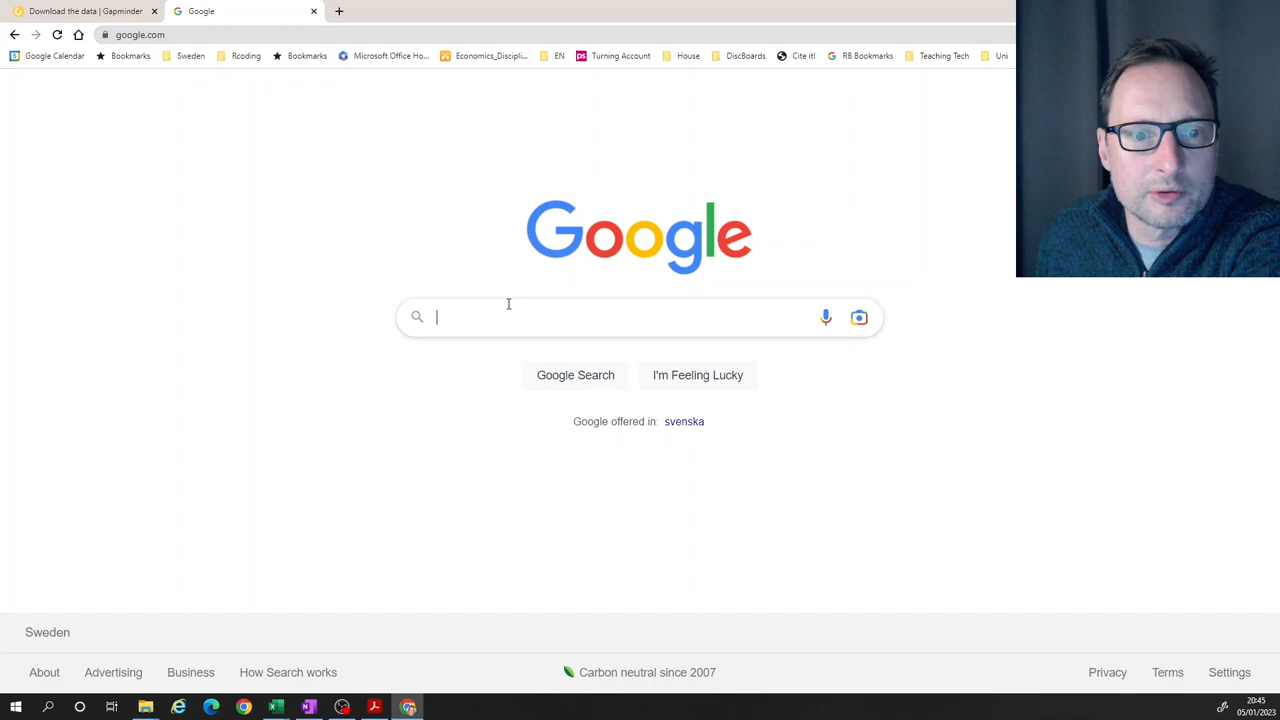 Download the data | Gapminder
Google
google.com
Google Calendar Bookmarks Sweden Rcoding Bookmarks Microsoft Office Ho... Economics_Discipli... EN Turning Account House DiscBoards Cite it! RB Bookmarks Teaching Tech Uni
Google
Google Search I'm Feeling Lucky
Google offered in: svenska
Sweden
About Advertising Business How Search works Carbon neutral since 2007 Privacy Terms Settings
20:45
05/01/2023